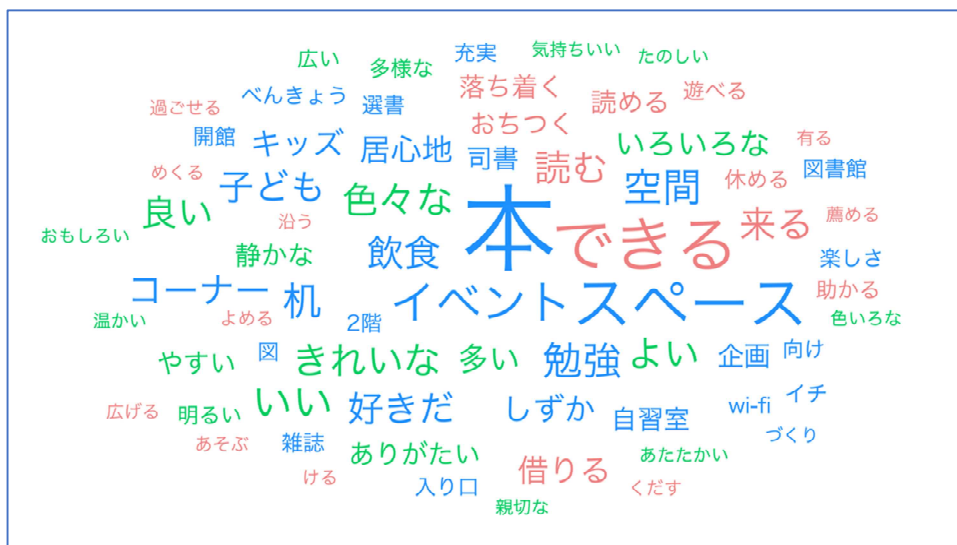 広い 多様な 充実 気持ちいい たのしい
過ごせる べんきょう 選書 落ち着く 読める 遊べる
開館 キッズ 居心地 司書 おちつく いろいろな 有る
めくる 子ども 色々な 読む 空間 休める 図書館
おもしろい 良い 沿う 本 できる 来る 薦める
静かな 飲食 楽しさ
コーナー 机 イベント スペース 助かる
温かい よめる 2階 色いろな
やすい 図 きれいな 多い 勉強 よい 企画 向け
広げる 明るい いい 好きだ しずか 自習室 wi-fi イチ
あそぶ 雑誌 ありがたい あたたかい づくり
ける 入り口 借りる くだす
親切な